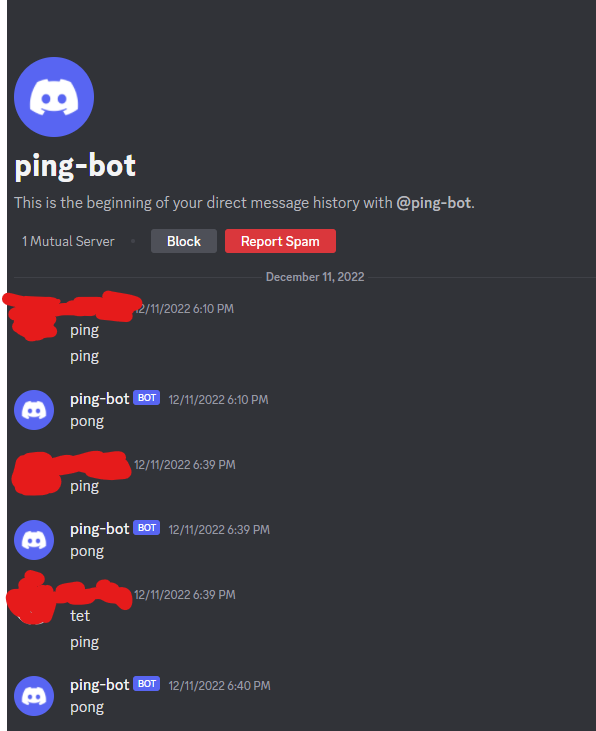 ping-bot
This is the beginning of your direct message history with @ping-bot.
1 Mutual Server Block Report Spam
December 11, 2022
12/11/2022 6:10 PM
ping
ping
ping-bot BOT 12/11/2022 6:10 PM
pong
12/11/2022 6:39 PM
ping
ping-bot BOT 12/11/2022 6:39 PM
pong
12/11/2022 6:39 PM
tet
ping
ping-bot BOT 12/11/2022 6:40 PM
pong